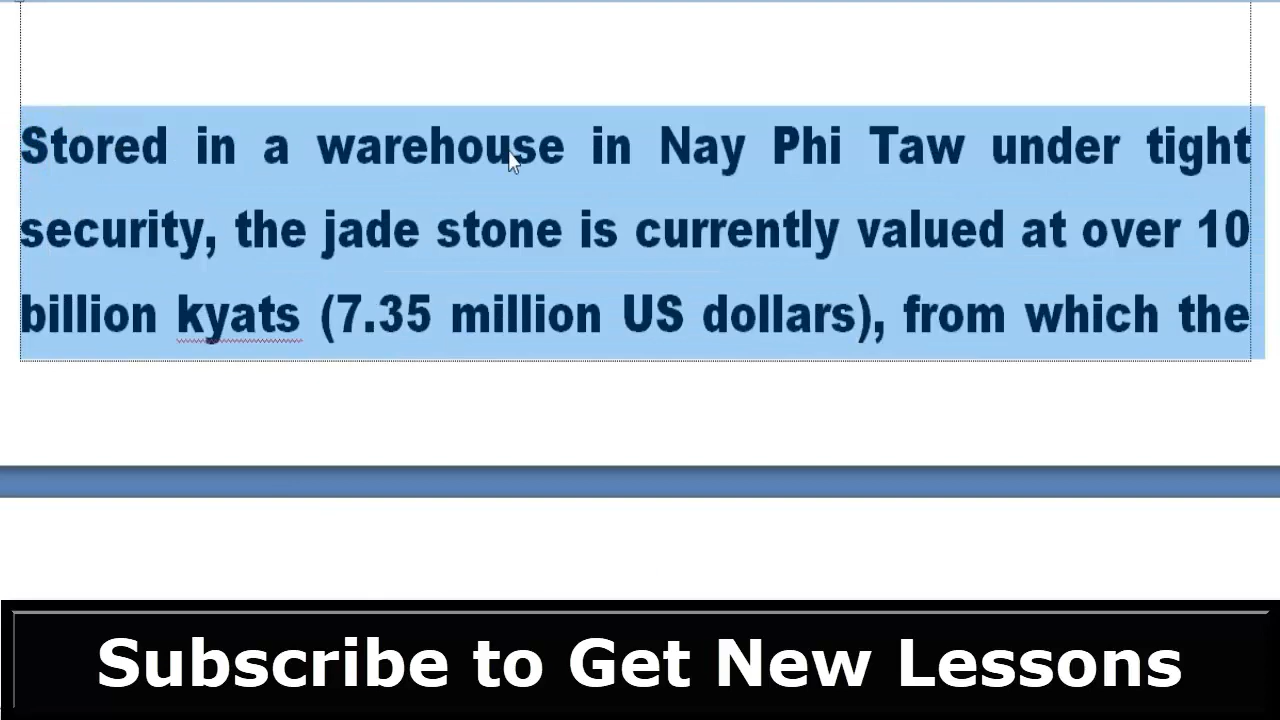 Stored in a warehouse in Nay Phi Taw under tight
security, the jade stone is currently valued at over 10
billion kyats (7.35 million US dollars), from which the
Subscribe to Get New Lessons